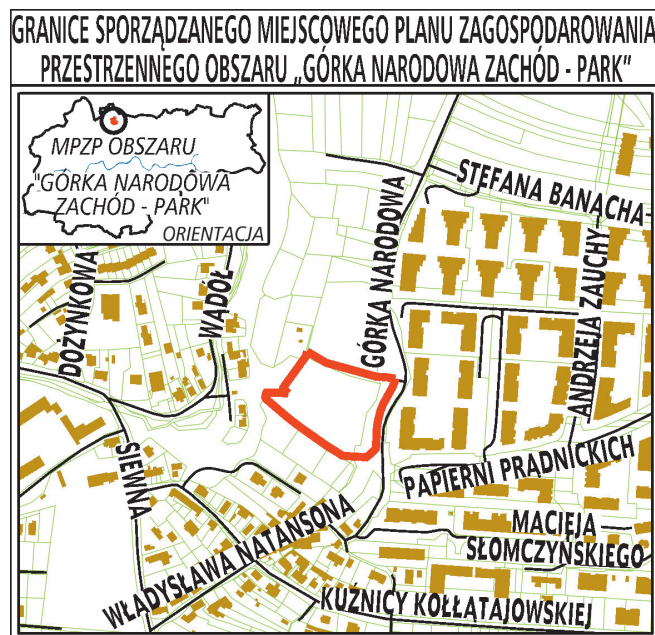 GRANICE SPORZĄDZANEGO MIEJSCOWEGO PLANU ZAGOSPODAROWANIA
PRZESTRZENNEGO OBSZARU „GÓRKA NARODOWA ZACHÓD - PARK”
MPZP OBSZARU
"GÓRKA NARODOWA
ZACHÓD - PARK"
ORIENTACJA
STEFANA BANACHA
GÓRKA NARODOWA
ANDRZEJA ZAUCHY
DOŻYNKOWA
WĄDÓŁ
SIEWNA
PAPIERNI PRĄDNICKICH
MACIEJA
SŁOMCZYŃSKIEGO
WŁADYSŁAWA NATANSONA
KUŹNICY KOŁŁĄTAJOWSKIEJ